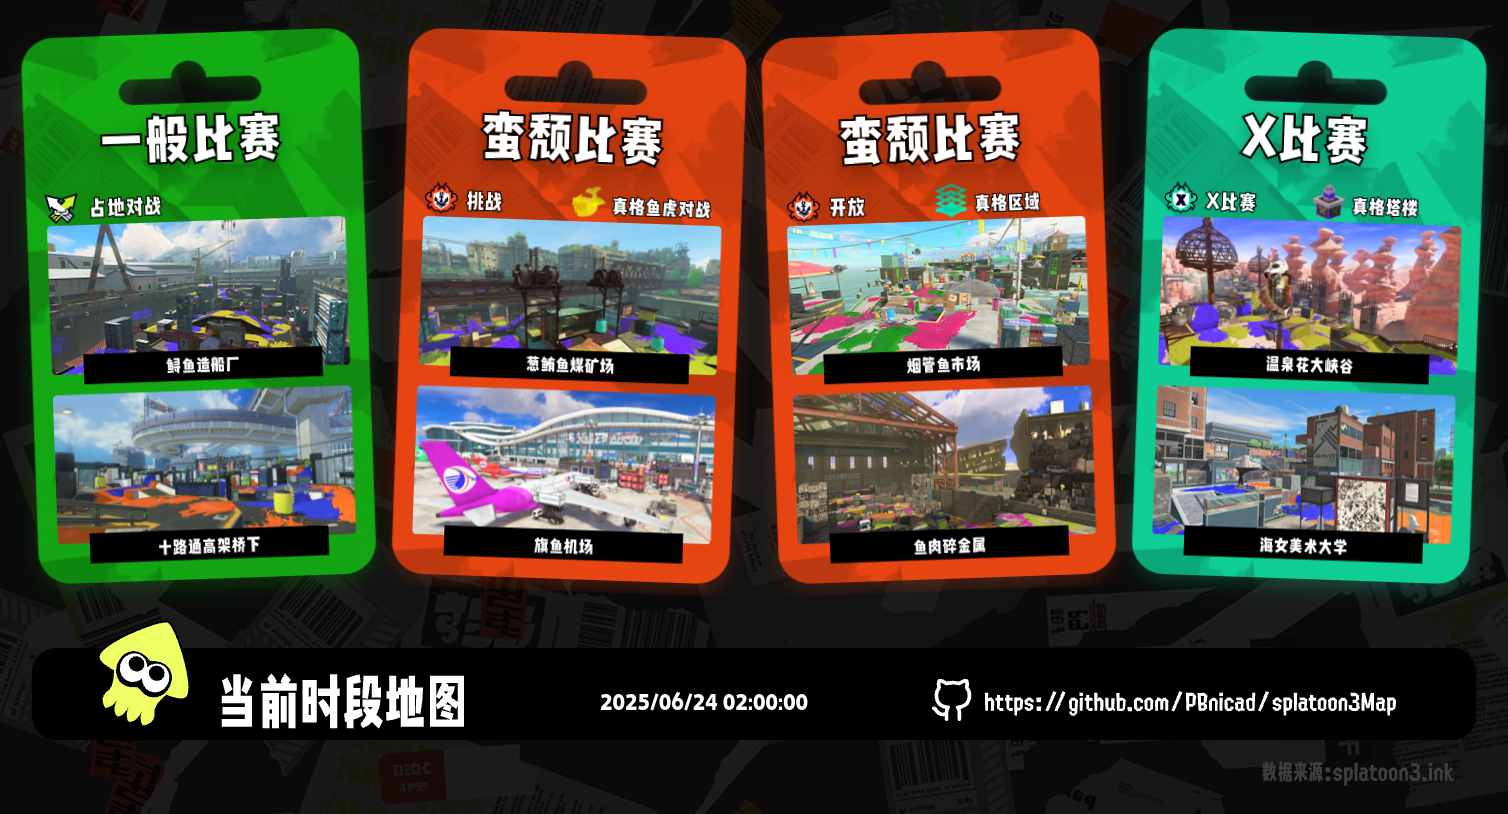 一般比赛
占地对战
鲟鱼造船厂
十路通高架桥下
蛮颓比赛
挑战
真格鱼虎对战
葱鲔鱼煤矿场
旗鱼机场
蛮颓比赛
开放
真格区域
烟管鱼市场
鱼肉碎金属
X比赛
X比赛
真格塔楼
温泉花大峡谷
海女美术大学
当前时段地图
2025/06/24 02:00:00
https://github.com/PBnicad/splatoon3Map
数据来源:splatoon3.ink